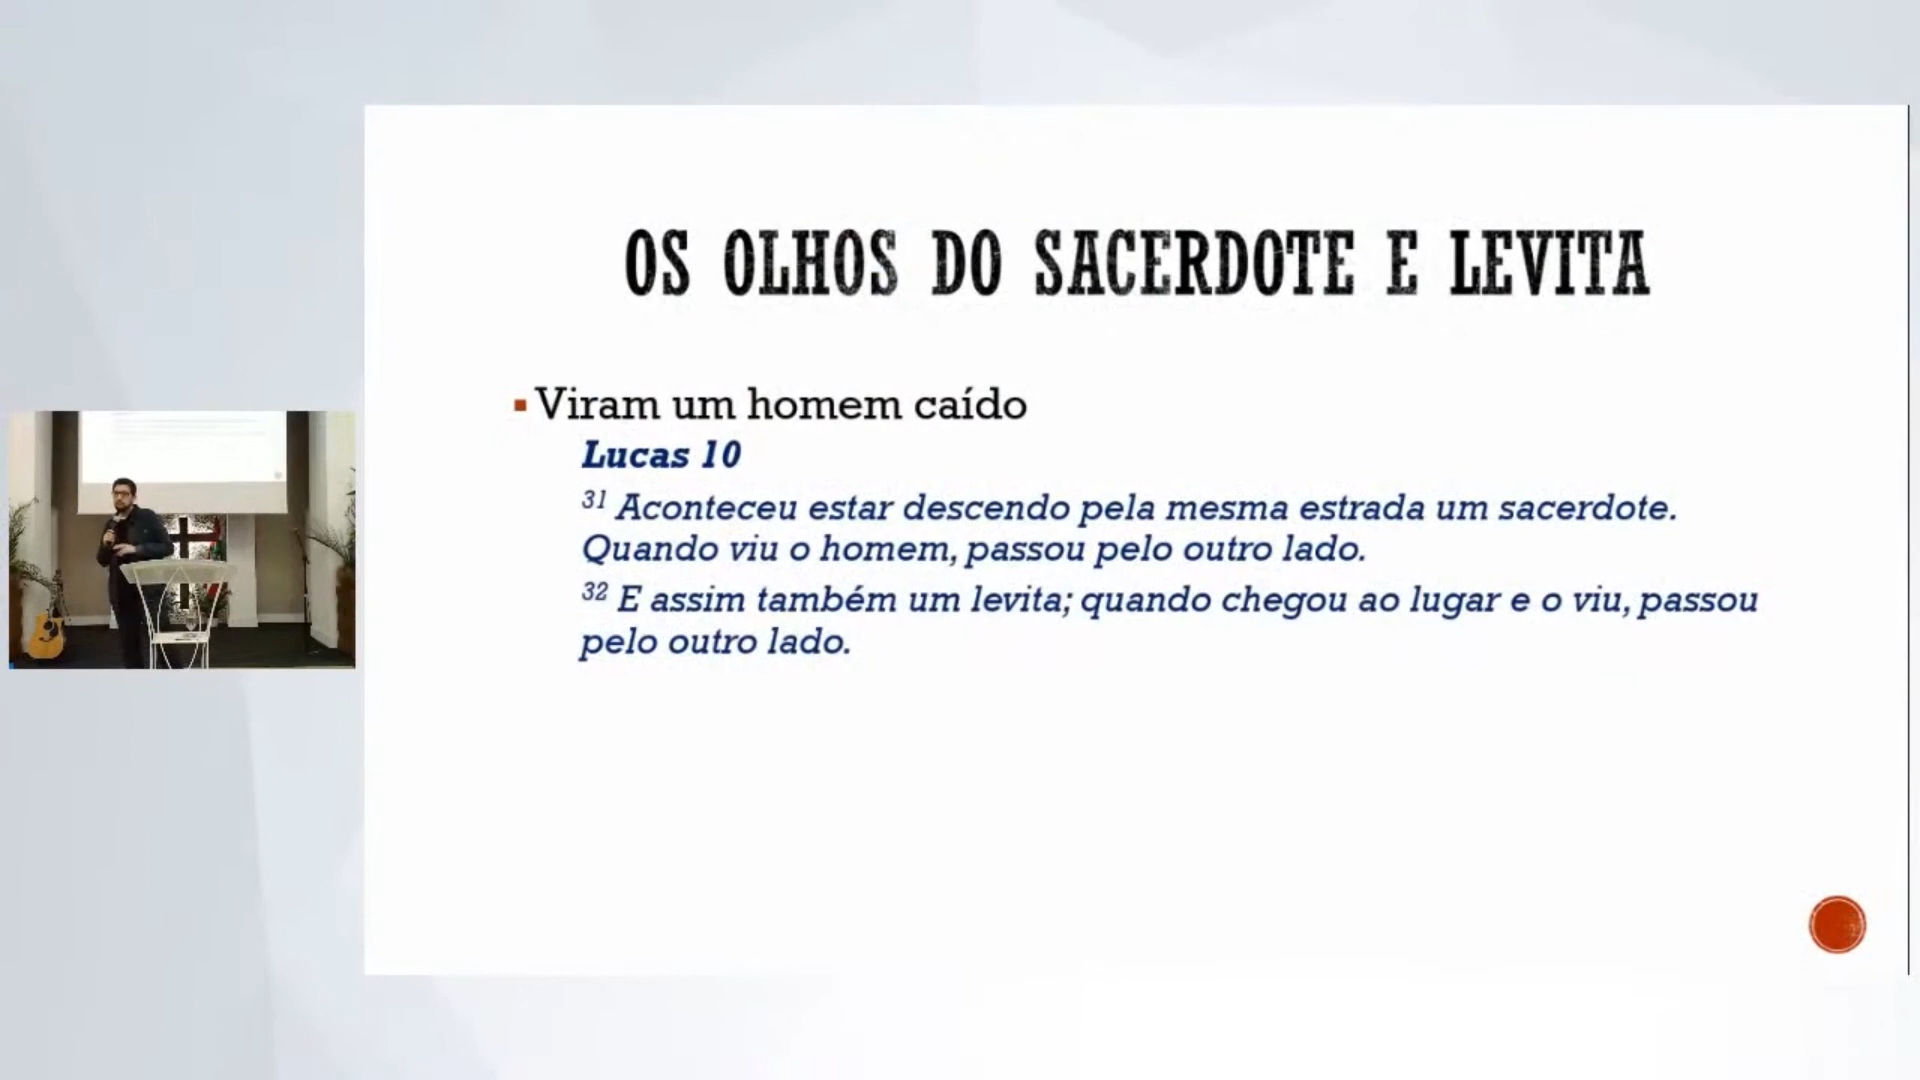 OS OLHOS DO SACERDOTE E LEVITA
▪ Viram um homem caído
Lucas 10
31 Aconteceu estar descendo pela mesma estrada um sacerdote.
Quando viu o homem, passou pelo outro lado.
32 E assim também um levita; quando chegou ao lugar e o viu, passou
pelo outro lado.